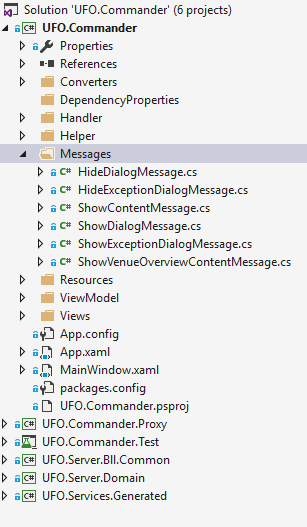 Solution 'UFO.Commander' (6 projects)
C# UFO.Commander
Properties
References
Converters
DependencyProperties
Handler
Helper
Messages
C# HideDialogMessage.cs
C# HideExceptionDialogMessage.cs
C# ShowContentMessage.cs
C# ShowDialogMessage.cs
C# ShowExceptionDialogMessage.cs
C# ShowVenueOverviewContentMessage.cs
Resources
ViewModel
Views
App.config
App.xaml
MainWindow.xaml
packages.config
UFO.Commander.psproj
C# UFO.Commander.Proxy
UFO.Commander.Test
C# UFO.Server.Bll.Common
C# UFO.Server.Domain
C# UFO.Services.Generated